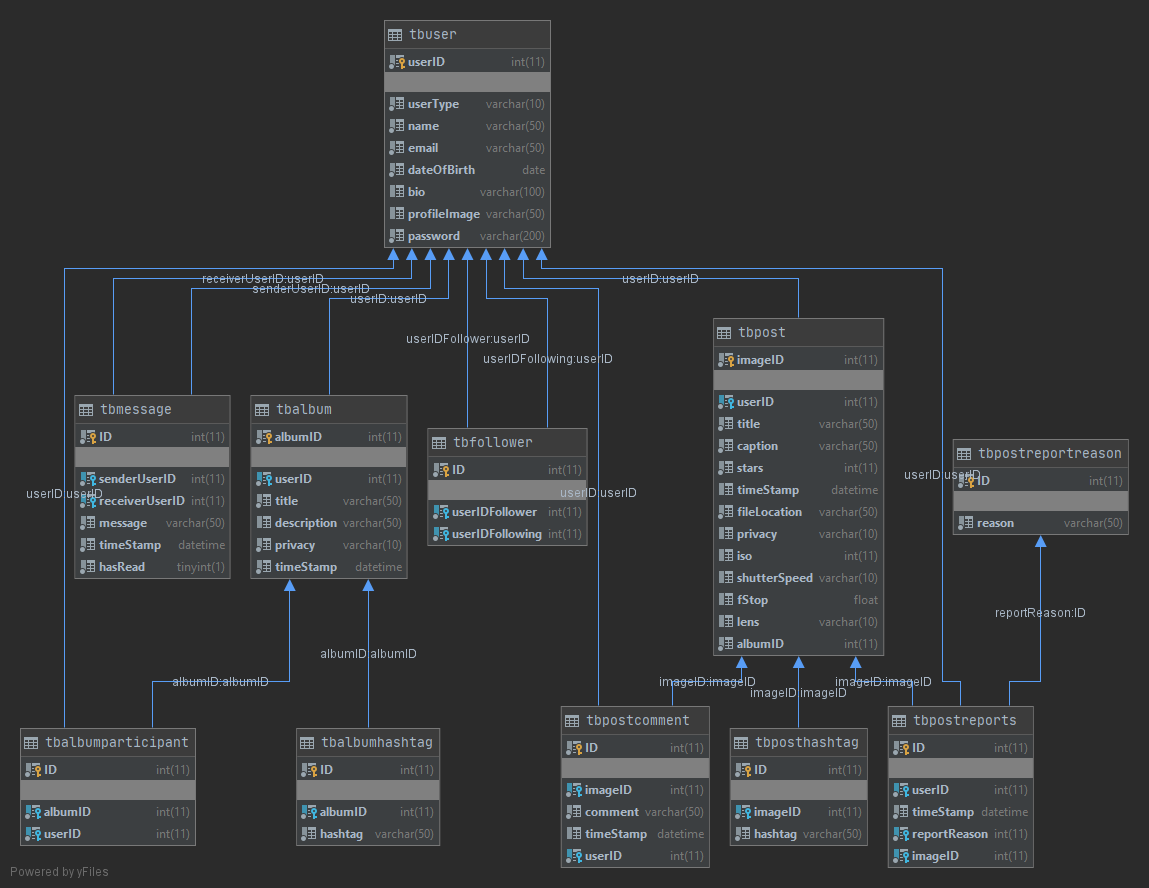 tbuser
userID int(11)
userType varchar(10)
name varchar(50)
email varchar(50)
dateOfBirth date
bio varchar(100)
profileImage varchar(50)
password varchar(200)
receiverUserID:userID
senderUserID:userID
userID:userID
userID:userID
userIDFollower:userID
userIDFollowing:userID
userID:userID
userID:userID
userID:userID
tbmessage
ID int(11)
senderUserID int(11)
receiverUserID int(11)
message varchar(50)
timeStamp datetime
hasRead tinyint(1)
tbalbum
albumID int(11)
userID int(11)
title varchar(50)
description varchar(50)
privacy varchar(10)
timeStamp datetime
tbfollower
ID int(11)
userIDFollower int(11)
userIDFollowing int(11)
tbpost
imageID int(11)
userID int(11)
title varchar(50)
caption varchar(50)
stars int(11)
timeStamp datetime
fileLocation varchar(50)
privacy varchar(10)
iso int(11)
shutterSpeed varchar(10)
fStop float
lens varchar(10)
albumID int(11)
tbpostreportreason
ID int(11)
reason varchar(50)
reportReason:ID
albumID:albumID
albumID:albumID
imageID:imageID
imageID:imageID
imageID:imageID
tbalbumparticipant
ID int(11)
albumID int(11)
userID int(11)
tbalbumhashtag
ID int(11)
albumID int(11)
hashtag varchar(50)
tbpostcomment
ID int(11)
imageID int(11)
comment varchar(50)
timeStamp datetime
userID int(11)
tbposthashtag
ID int(11)
imageID int(11)
hashtag varchar(50)
tbpostreports
ID int(11)
userID int(11)
timeStamp datetime
reportReason int(11)
imageID int(11)
Powered by yFiles